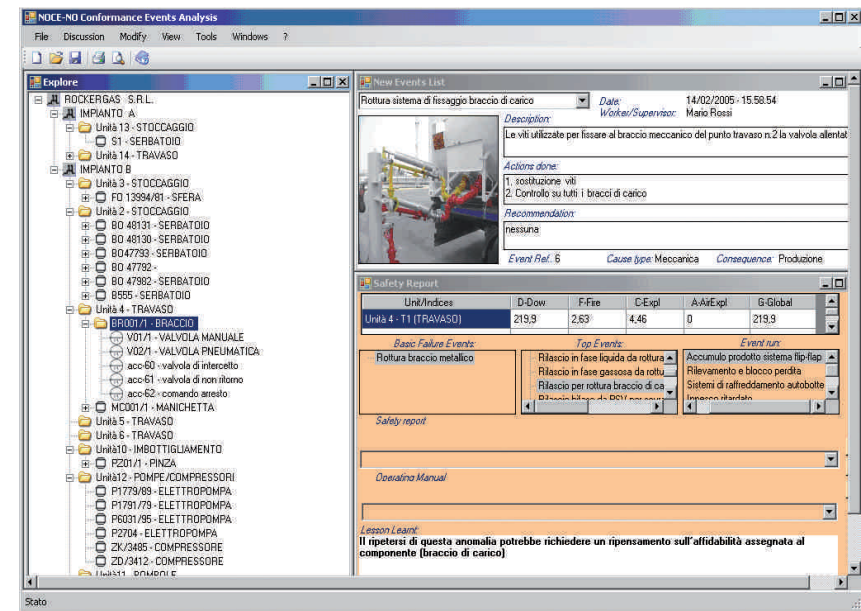 NOCE-NO Conformance Events Analysis
File Discussion Modify View Tools Windows ?
Explore
ROCKERGAS S.R.L.
IMPIANTO A
Unità 13 - STOCCAGGIO
S1 - SERBATOIO
Unità 14 - TRAVASO
IMPIANTO B
Unità 3 - STOCCAGGIO
FO 13994/81 - SFERA
Unità 2 - STOCCAGGIO
BO 48131 - SERBATOIO
BO 48130 - SERBATOIO
BO47793 - SERBATOIO
BO 47792 -
BO 47982 - SERBATOIO
B555 - SERBATOIO
Unità 4 - TRAVASO
BR001/1 - BRACCIO
V01/1 - VALVOLA MANUALE
V02/1 - VALVOLA PNEUMATICA
acc-60 - valvola di intercetto
acc-61 - valvola di non ritorno
acc-62 - comando arresto
MC001/1 - MANICHETTA
Unità 5 - TRAVASO
Unità 6 - TRAVASO
Unità10 - IMBOTTIGLIAMENTO
PZ01/1 - PINZA
Unità12 - POMPE/COMPRESSORI
P1779/89 - ELETTROPOMPA
P1791/79 - ELETTROPOMPA
P6031/95 - ELETTROPOMPA
P2704 - ELETTROPOMPA
ZK/3485 - COMPRESSORE
ZD/3412 - COMPRESSORE
Unità11 - BOMBOLE
New Events List
Rottura sistema di fissaggio braccio di carico
Date: 14/02/2005 - 15.58.54
Worker/Supervisor: Mario Rossi
Description:
Le viti utilizzate per fissare al braccio meccanico del punto travaso n.2 la valvola allentat
Actions done:
1. sostituzione viti
2. Controllo su tutti i bracci di carico
Recommendation:
nessuna
Event Ref. 6 Cause type: Meccanica Consequence: Produzione
Safety Report
Unit/Indices D-Dow F-Fire C-Expl A-AirExpl G-Global
Unità 4 - T1 (TRAVASO) 219,9 2,63 4,46 0 219,9
Basic Failure Events: Top Events: Event run:
Rottura braccio metallico
Rilascio in fase liquida da rottura
Rilascio in fase gassosa da rottu
Rilascio per rottura braccio di ca
Accumulo prodotto sistema flip-flap
Rilevamento e blocco perdita
Sistemi di raffreddamento autobotte
Innesco ritardato
Safety report
Operating Manual
Lesson Learnt:
Il ripetersi di questa anomalia potrebbe richiedere un ripensamento sull'affidabilità assegnata al
componente (braccio di carico)
Stato